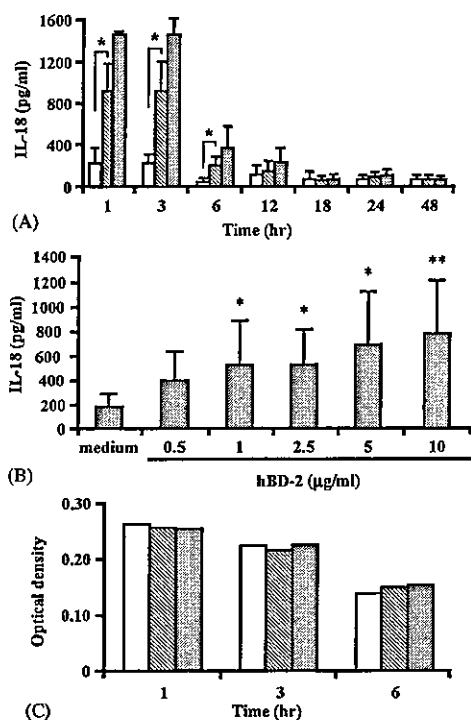 1600
1200
800
400
0
IL-18 (pg/ml)
* * *
1 3 6 12 18 24 48
(A) Time (hr)
1400
1200
1000
800
600
400
200
0
IL-18 (pg/ml)
* * * **
medium 0.5 1 2.5 5 10
(B) hBD-2 (μg/ml)
0.30
0.20
0.10
0
Optical density
1 3 6
(C) Time (hr)